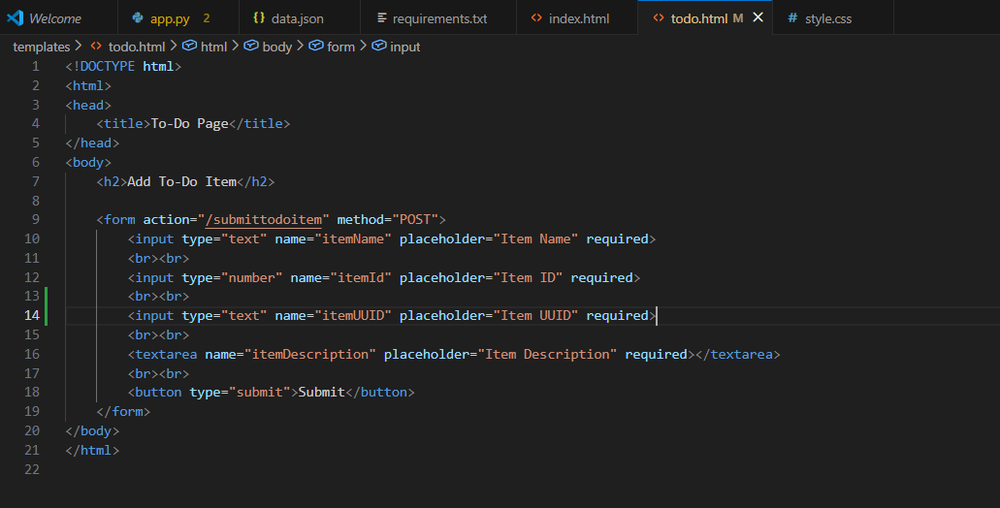 Welcome app.py 2 {} data.json requirements.txt <> index.html <> todo.html M × # style.css
templates > <> todo.html > html > body > form > input
1 <!DOCTYPE html>
2 <html>
3 <head>
4 <title>To-Do Page</title>
5 </head>
6 <body>
7 <h2>Add To-Do Item</h2>
8
9 <form action="/submittodoitem" method="POST">
10 <input type="text" name="itemName" placeholder="Item Name" required>
11 <br><br>
12 <input type="number" name="itemId" placeholder="Item ID" required>
13 <br><br>
14 <input type="text" name="itemUUID" placeholder="Item UUID" required>
15 <br><br>
16 <textarea name="itemDescription" placeholder="Item Description" required></textarea>
17 <br><br>
18 <button type="submit">Submit</button>
19 </form>
20 </body>
21 </html>
22